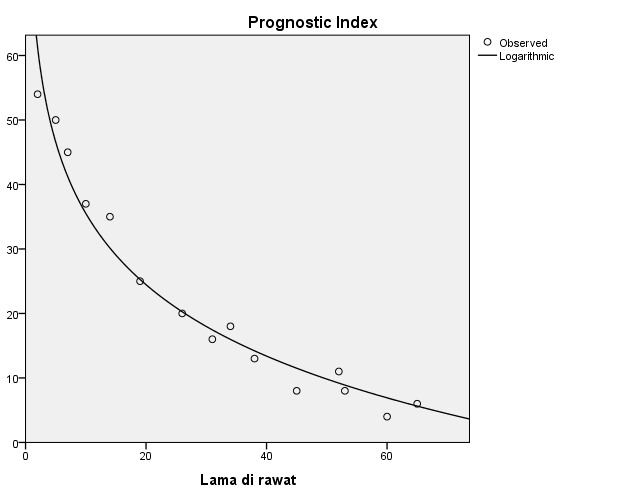 Prognostic Index
Observed
Logarithmic
60
50
40
30
20
10
0
0 20 40 60
Lama di rawat